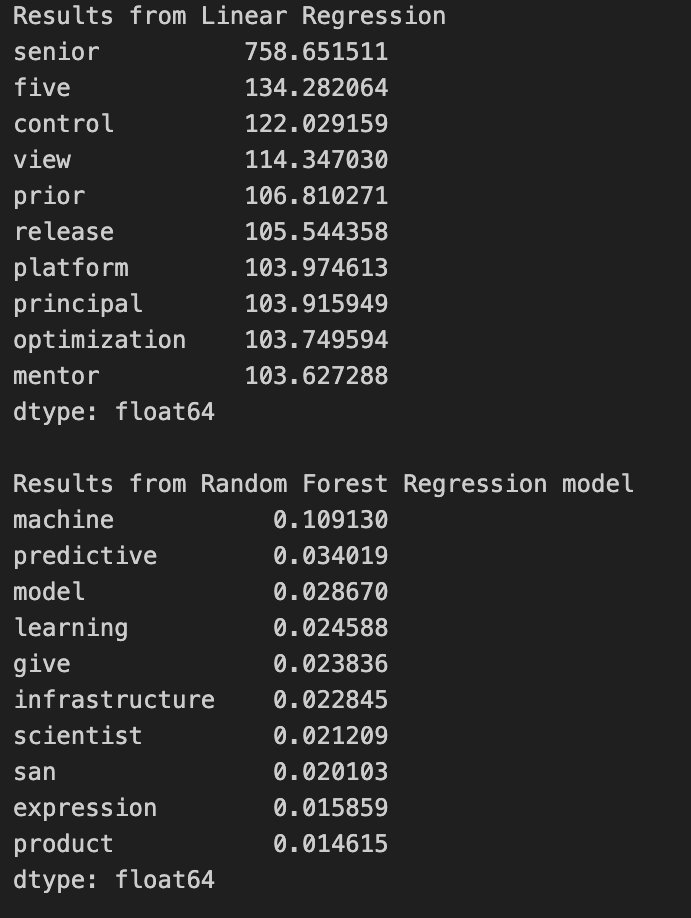 Results from Linear Regression
senior          758.651511
five            134.282064
control         122.029159
view            114.347030
prior           106.810271
release         105.544358
platform        103.974613
principal       103.915949
optimization    103.749594
mentor          103.627288
dtype: float64

Results from Random Forest Regression model
machine           0.109130
predictive        0.034019
model             0.028670
learning          0.024588
give              0.023836
infrastructure    0.022845
scientist         0.021209
san               0.020103
expression        0.015859
product           0.014615
dtype: float64